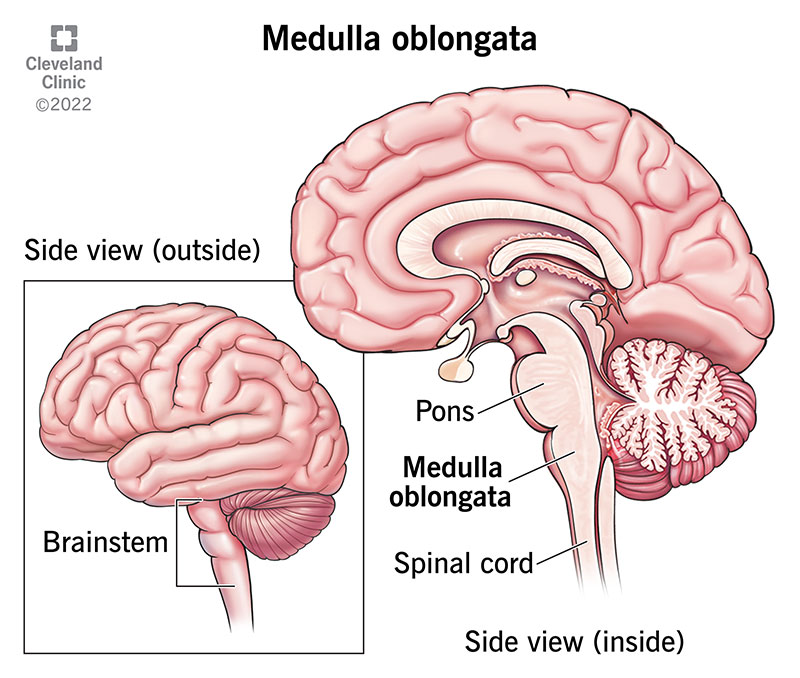 Cleveland
Clinic
©2022
Medulla oblongata
Side view (outside)
Brainstem
Pons
Medulla
oblongata
Spinal cord
Side view (inside)